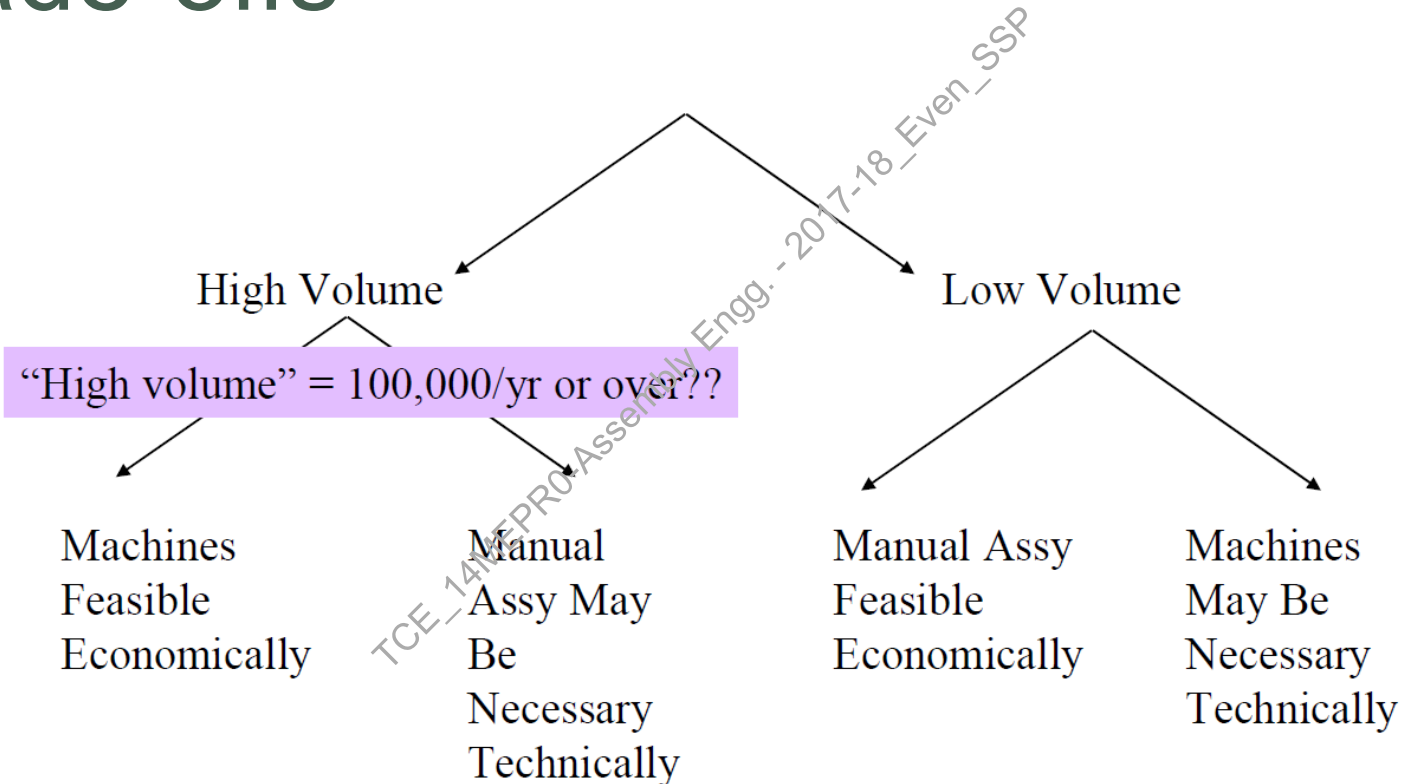 High Volume
Low Volume
“High volume” = 100,000/yr or over??
Machines
Feasible
Economically
Manual
Assy May
Be
Necessary
Technically
Manual Assy
Feasible
Economically
Machines
May Be
Necessary
Technically
TCE_14MEPR0-Assembly Engg. - 2017-18_Even_SSP